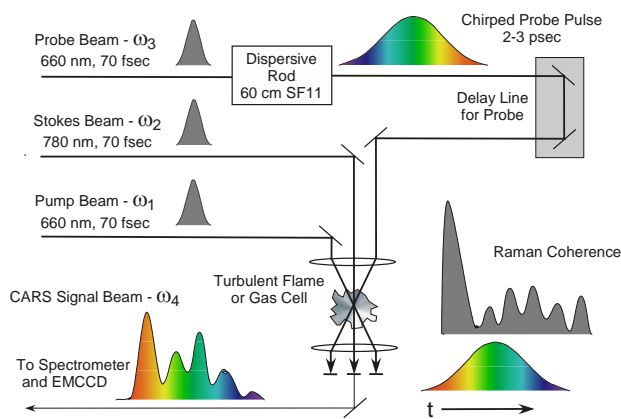 Probe Beam - ω3
660 nm, 70 fsec
Dispersive
Rod
60 cm SF11
Chirped Probe Pulse
2-3 psec
Delay Line
for Probe
Stokes Beam - ω2
780 nm, 70 fsec
Pump Beam - ω1
660 nm, 70 fsec
Turbulent Flame
or Gas Cell
Raman Coherence
CARS Signal Beam - ω4
To Spectrometer
and EMCCD
t